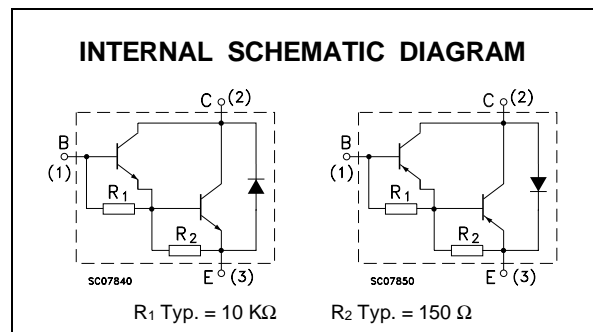 INTERNAL SCHEMATIC DIAGRAM
C (2)
B
(1)
R1
R2
E (3)
SC07840
C (2)
B
(1)
R1
R2
E (3)
SC07850
R1 Typ. = 10 KΩ R2 Typ. = 150 Ω